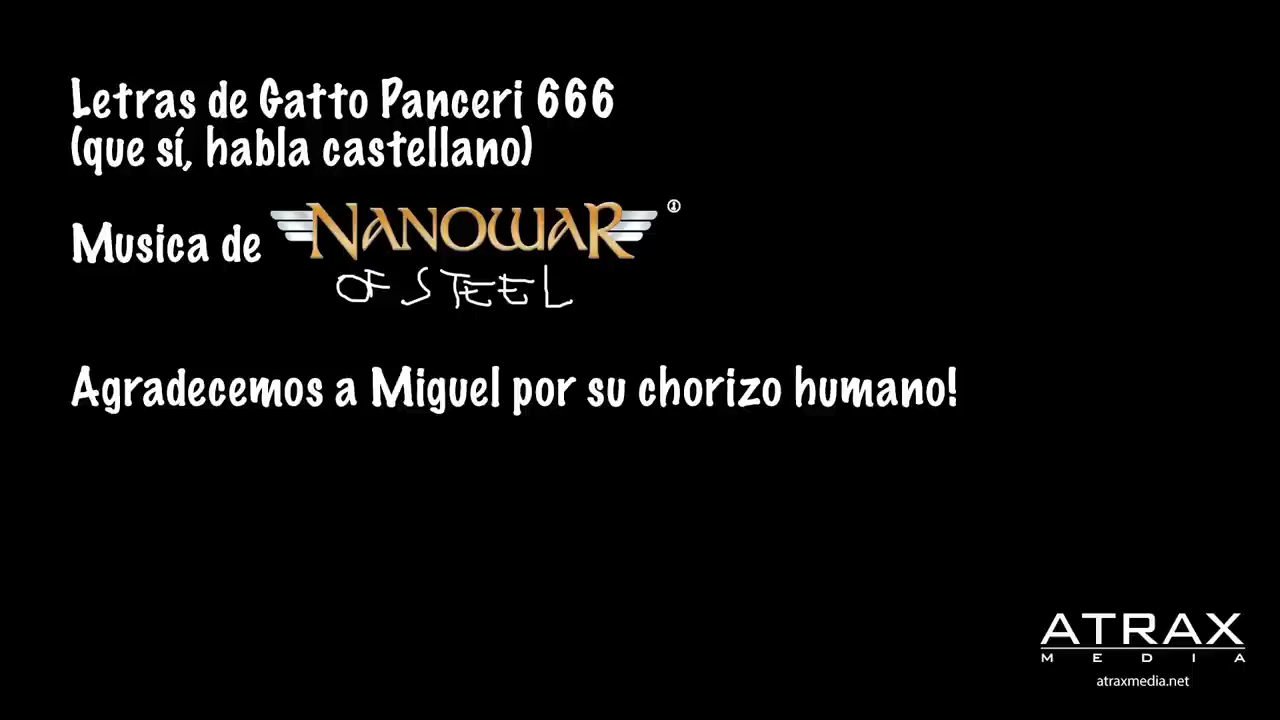 Letras de Gatto Panceri 666
(que sí, habla castellano)
Musica de NANOWAR
OF STEEL
Agradecemos a Miguel por su chorizo humano!
ATRAX
MEDIA
atraxmedia.net